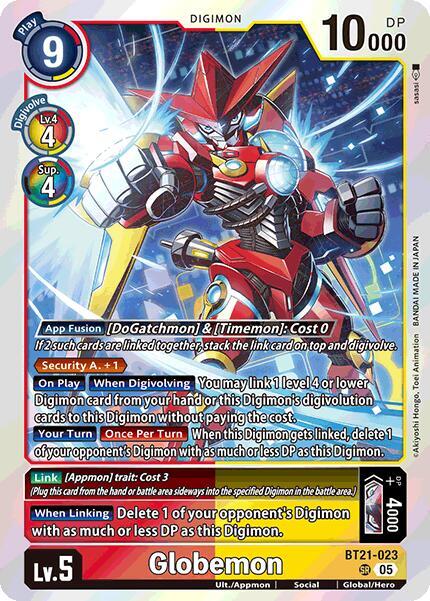 Play
9
DIGIMON
10000
DP
Digivolve
Lv.4
4
Sup.
4
sasasi
©Akiyoshi Hongo, Toei Animation BANDAI MADE IN JAPAN
App Fusion [DoGatchmon] & [Timemon]: Cost 0
If 2 such cards are linked together, stack the link card on top and digivolve.
Security A. +1
On Play When Digivolving You may link 1 level 4 or lower
Digimon card from your hand or this Digimon's digivolution
cards to this Digimon without paying the cost.
Your Turn Once Per Turn When this Digimon gets linked, delete 1
of your opponent's Digimon with as much or less DP as this Digimon.
Link [Appmon] trait: Cost 3
(Plug this card from the hand or battle area sideways into the specified Digimon in the battle area.)
When Linking Delete 1 of your opponent's Digimon
with as much or less DP as this Digimon.
DP
+4000
Lv.5
Globemon
BT21-023
SR 05
Ult./Appmon Social Global/Hero